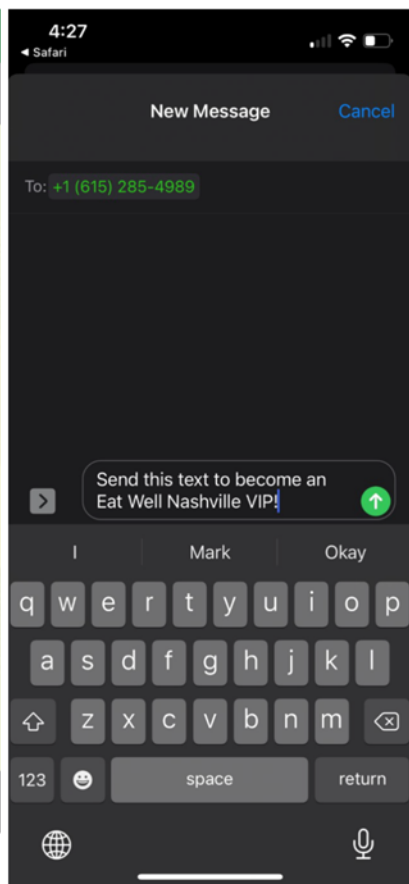 4:27
◀ Safari
New Message
Cancel
To: +1 (615) 285-4989
Send this text to become an
Eat Well Nashville VIP!
I Mark Okay
q w e r t y u i o p
a s d f g h j k l
z x c v b n m
123 space return